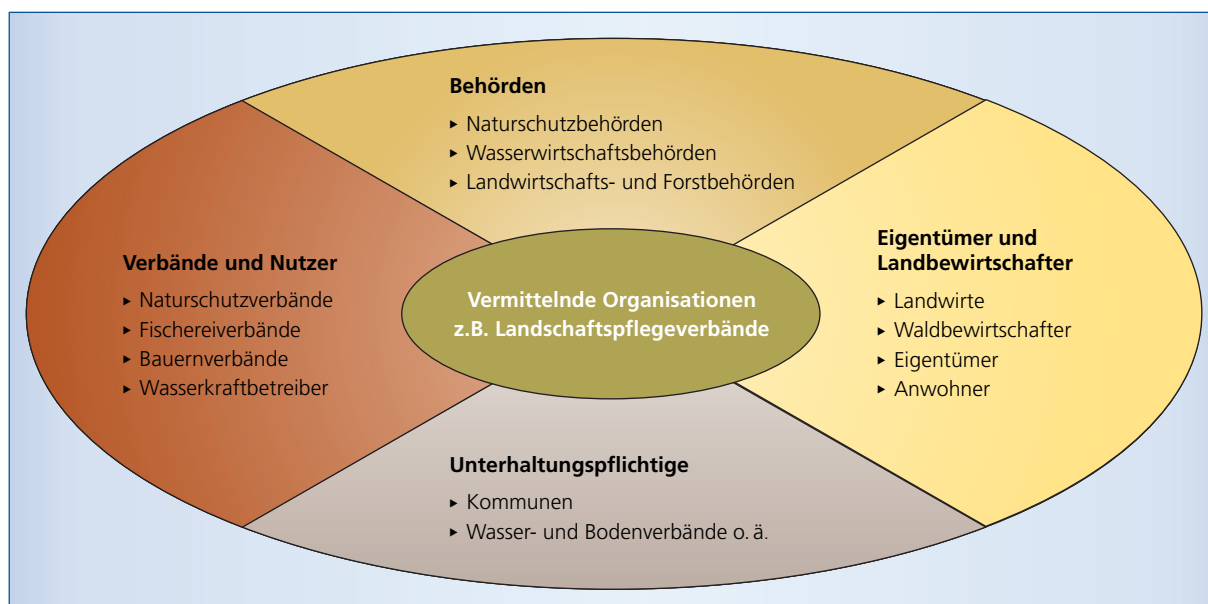 Behörden
▸ Naturschutzbehörden
▸ Wasserwirtschaftsbehörden
▸ Landwirtschafts- und Forstbehörden
Verbände und Nutzer
▸ Naturschutzverbände
▸ Fischereiverbände
▸ Bauernverbände
▸ Wasserkraftbetreiber
Vermittelnde Organisationen
z.B. Landschaftspflegeverbände
Eigentümer und
Landbewirtschafter
▸ Landwirte
▸ Waldbewirtschafter
▸ Eigentümer
▸ Anwohner
Unterhaltungspflichtige
▸ Kommunen
▸ Wasser- und Bodenverbände o. ä.